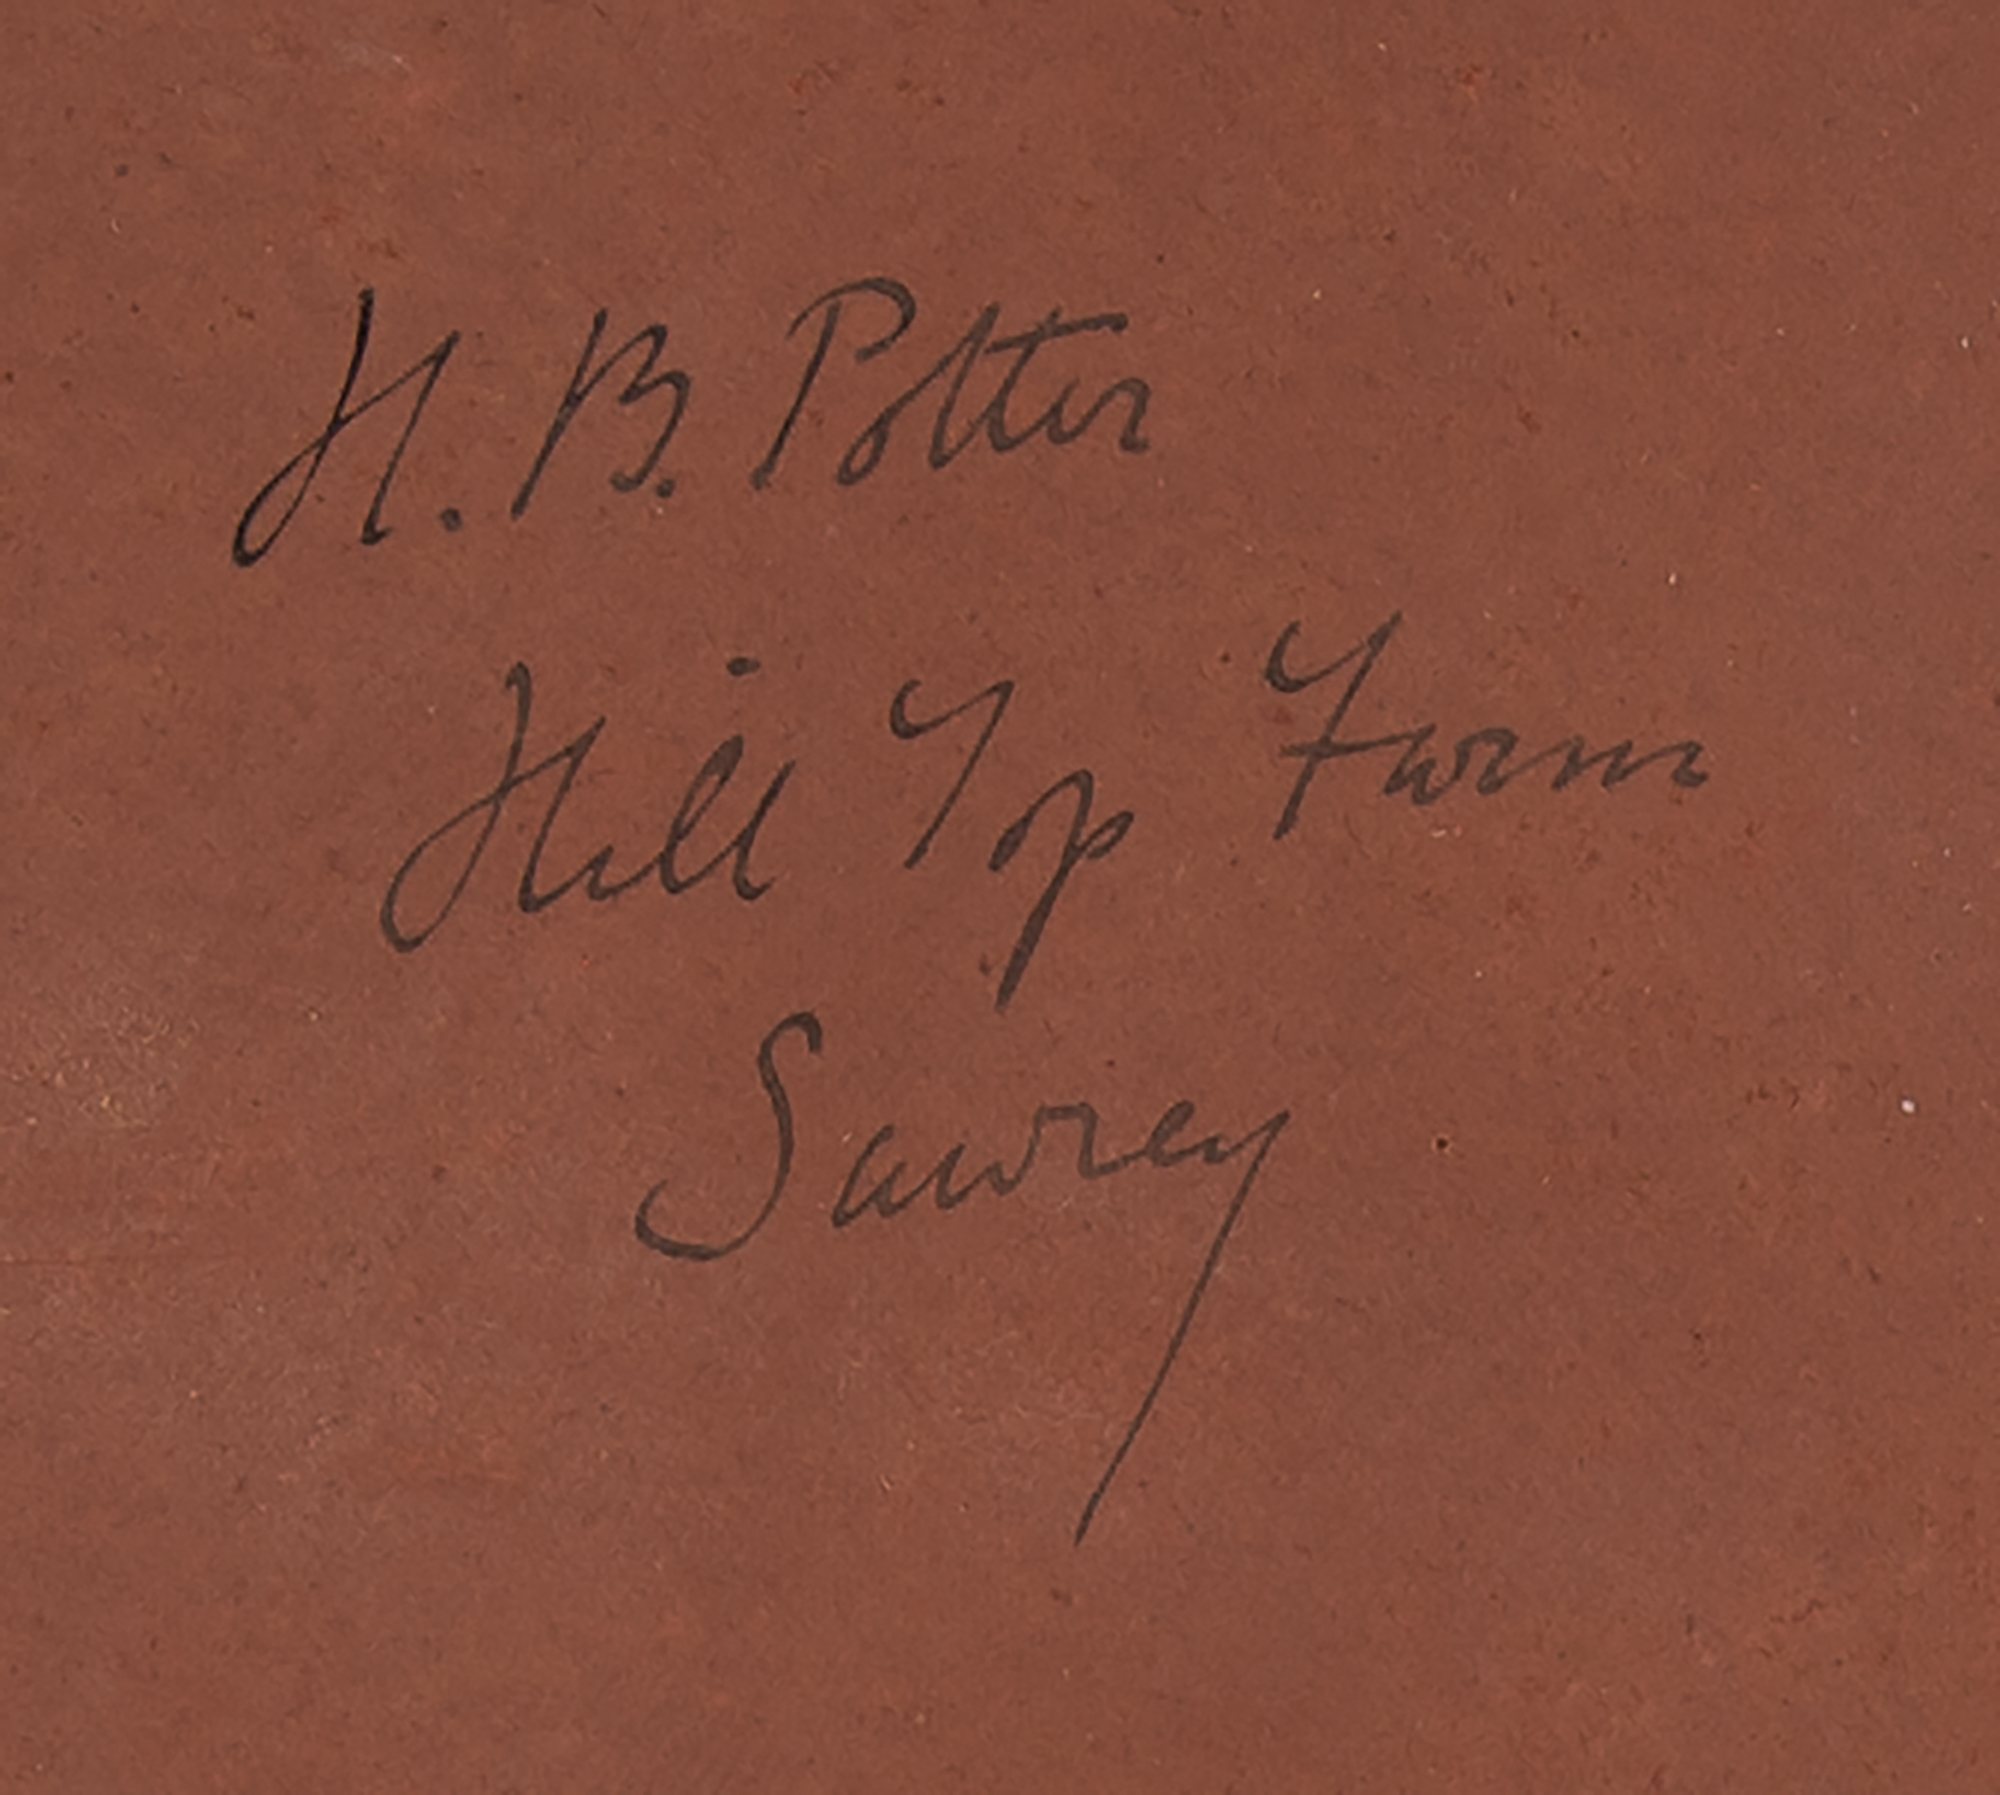 H. B. Potter
Hill Top Farm
Sawrey